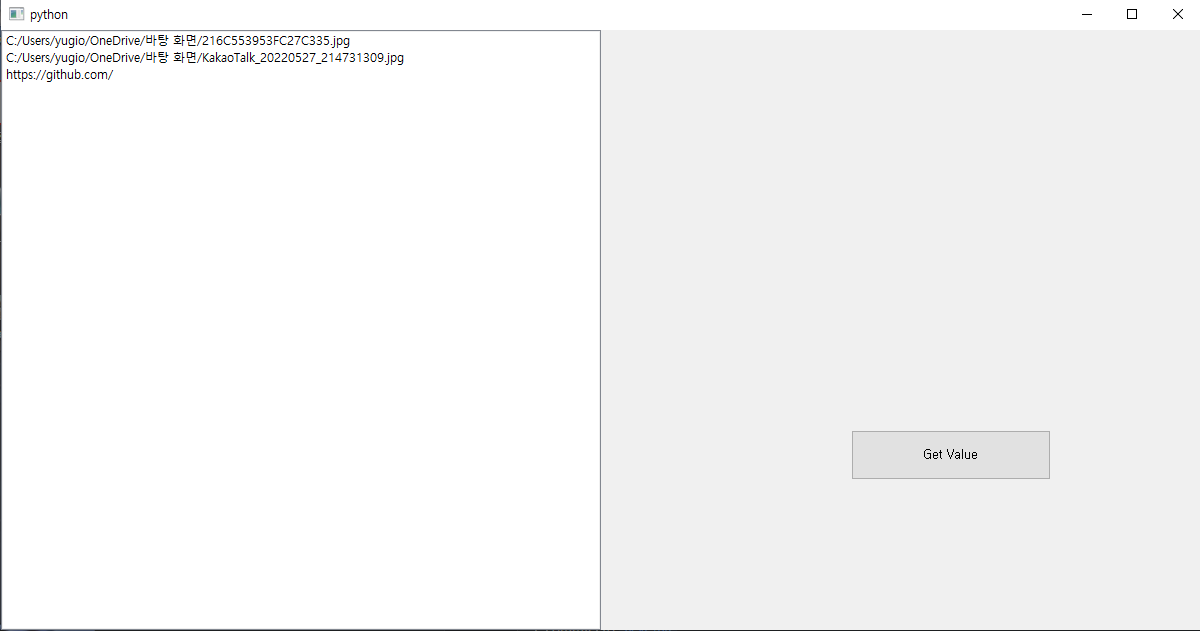 python
C:/Users/yugio/OneDrive/바탕 화면/216C553953FC27C335.jpg
C:/Users/yugio/OneDrive/바탕 화면/KakaoTalk_20220527_214731309.jpg
https://github.com/
Get Value